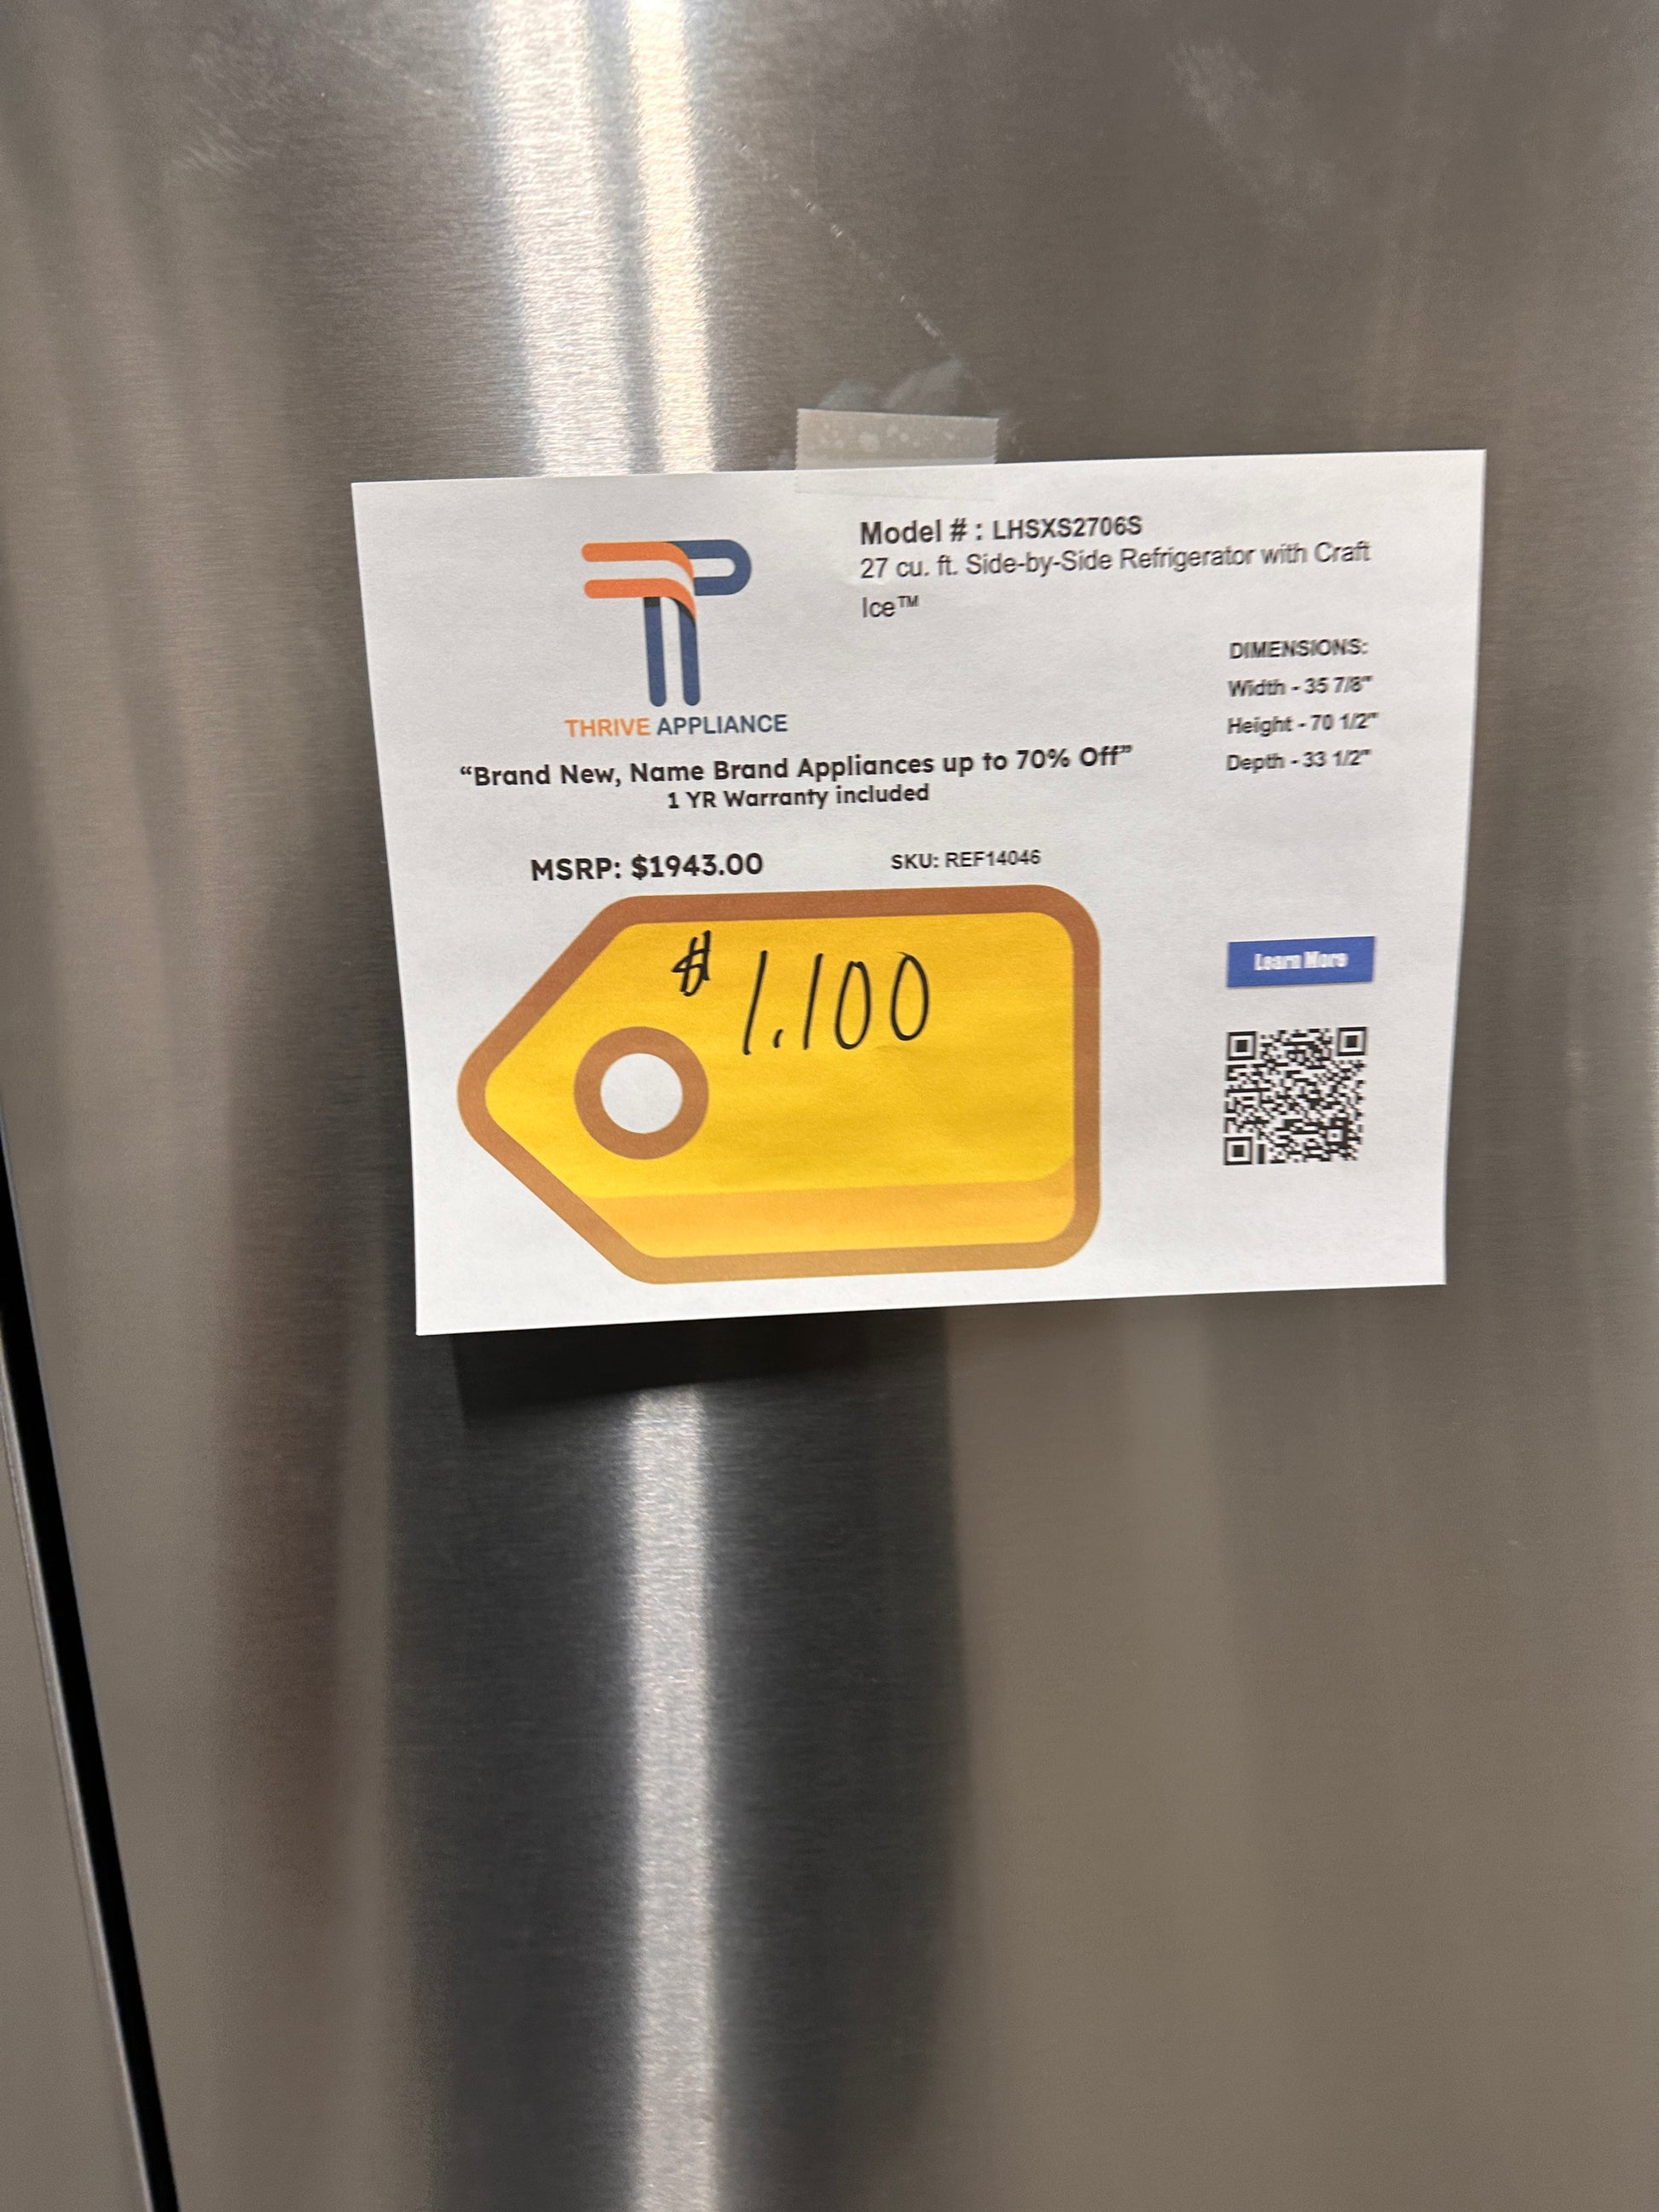 Model # : LHSXS2706S
27 cu. ft. Side-by-Side Refrigerator with Craft
Ice™
DIMENSIONS:
Width - 35 7/8"
Height - 70 1/2"
Depth - 33 1/2"
THRIVE APPLIANCE
“Brand New, Name Brand Appliances up to 70% Off”
1 YR Warranty included
MSRP: $1943.00
SKU: REF14046
$ 1.100
Learn More